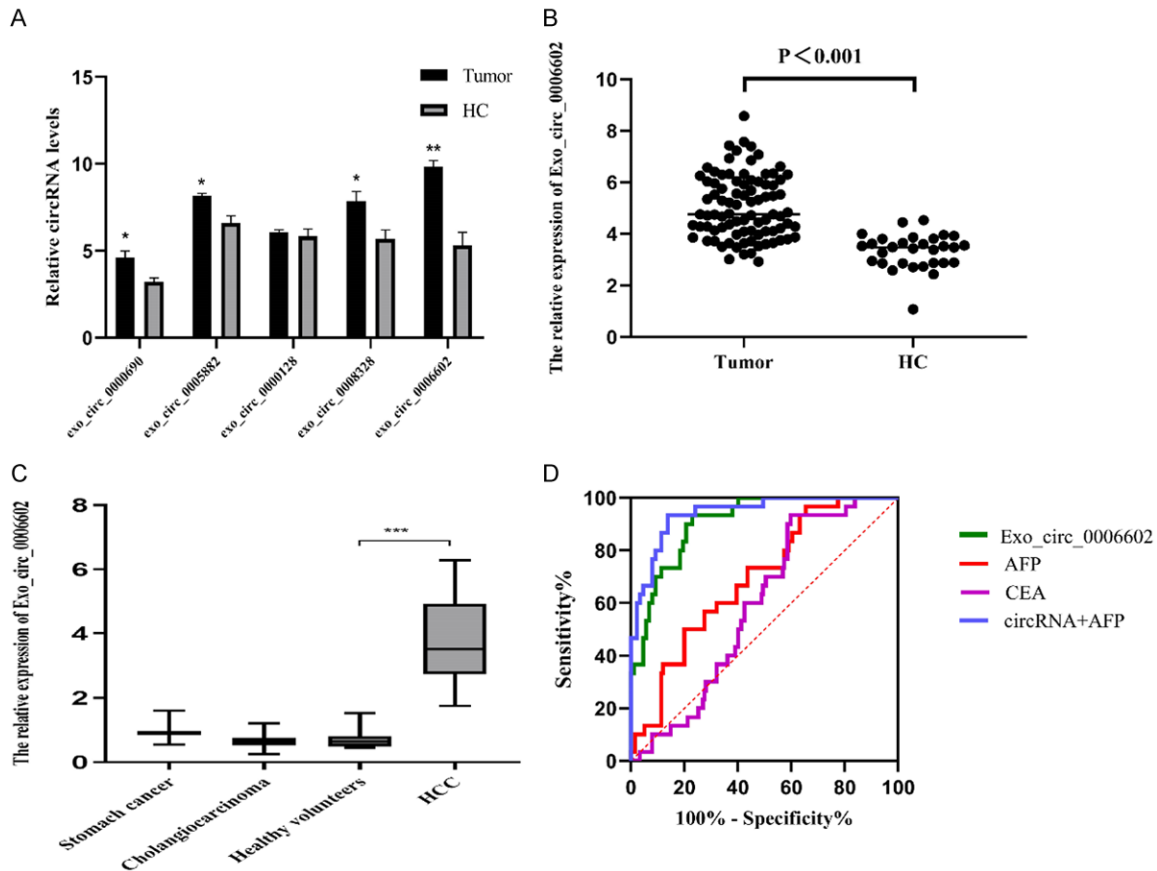 A
Relative circRNA levels
15
10
5
0
Tumor
HC
*
*
*
**
exo_circ_0000690
exo_circ_0005882
exo_circ_0000128
exo_circ_0008328
exo_circ_0006602
B
The relative expression of Exo_circ_0006602
P<0.001
10
8
6
4
2
0
Tumor
HC
C
The relative expression of Exo_circ_0006602
8
6
4
2
0
***
Stomach cancer
Cholangiocarcinoma
Healthy volunteers
HCC
D
Sensitivity%
100
80
60
40
20
0
0
20
40
60
80
100
100% - Specificity%
Exo_circ_0006602
AFP
CEA
circRNA+AFP